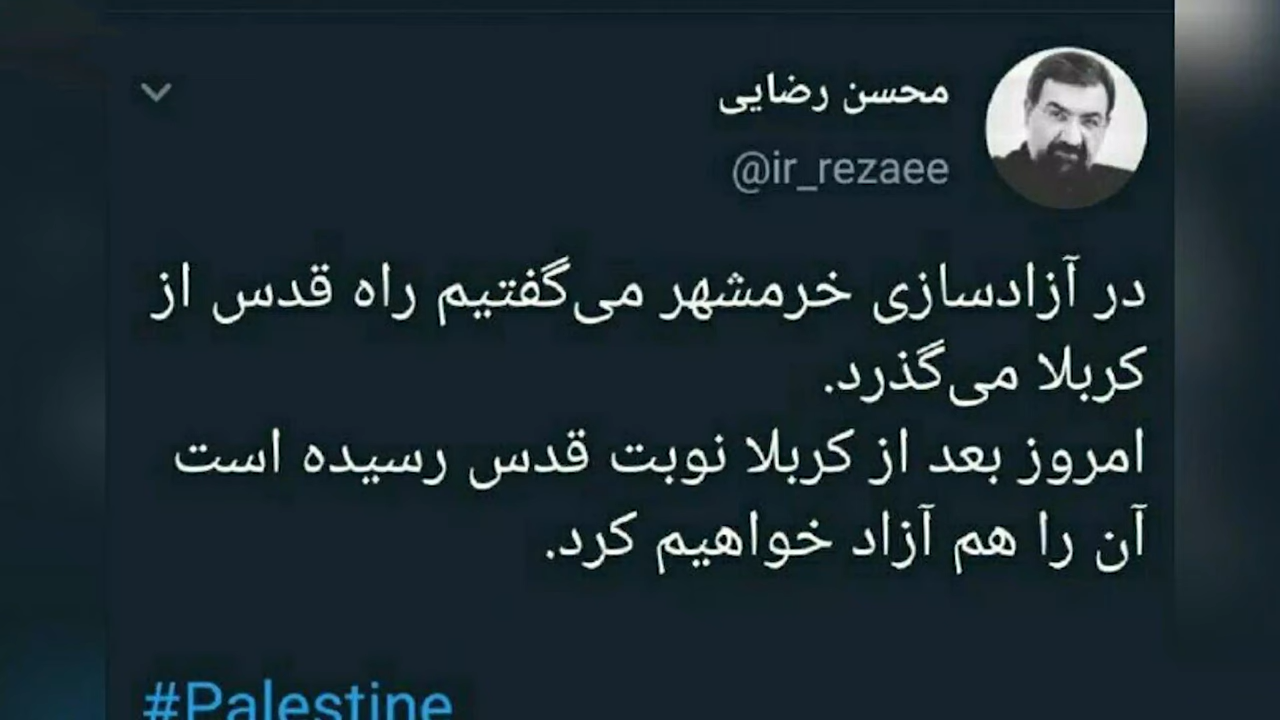 محسن رضایی
@ir_rezaee
در آزادسازی خرمشهر می‌گفتیم راه قدس از
کربلا می‌گذرد.
امروز بعد از کربلا نوبت قدس رسیده است
آن را هم آزاد خواهیم کرد.
#Palestine